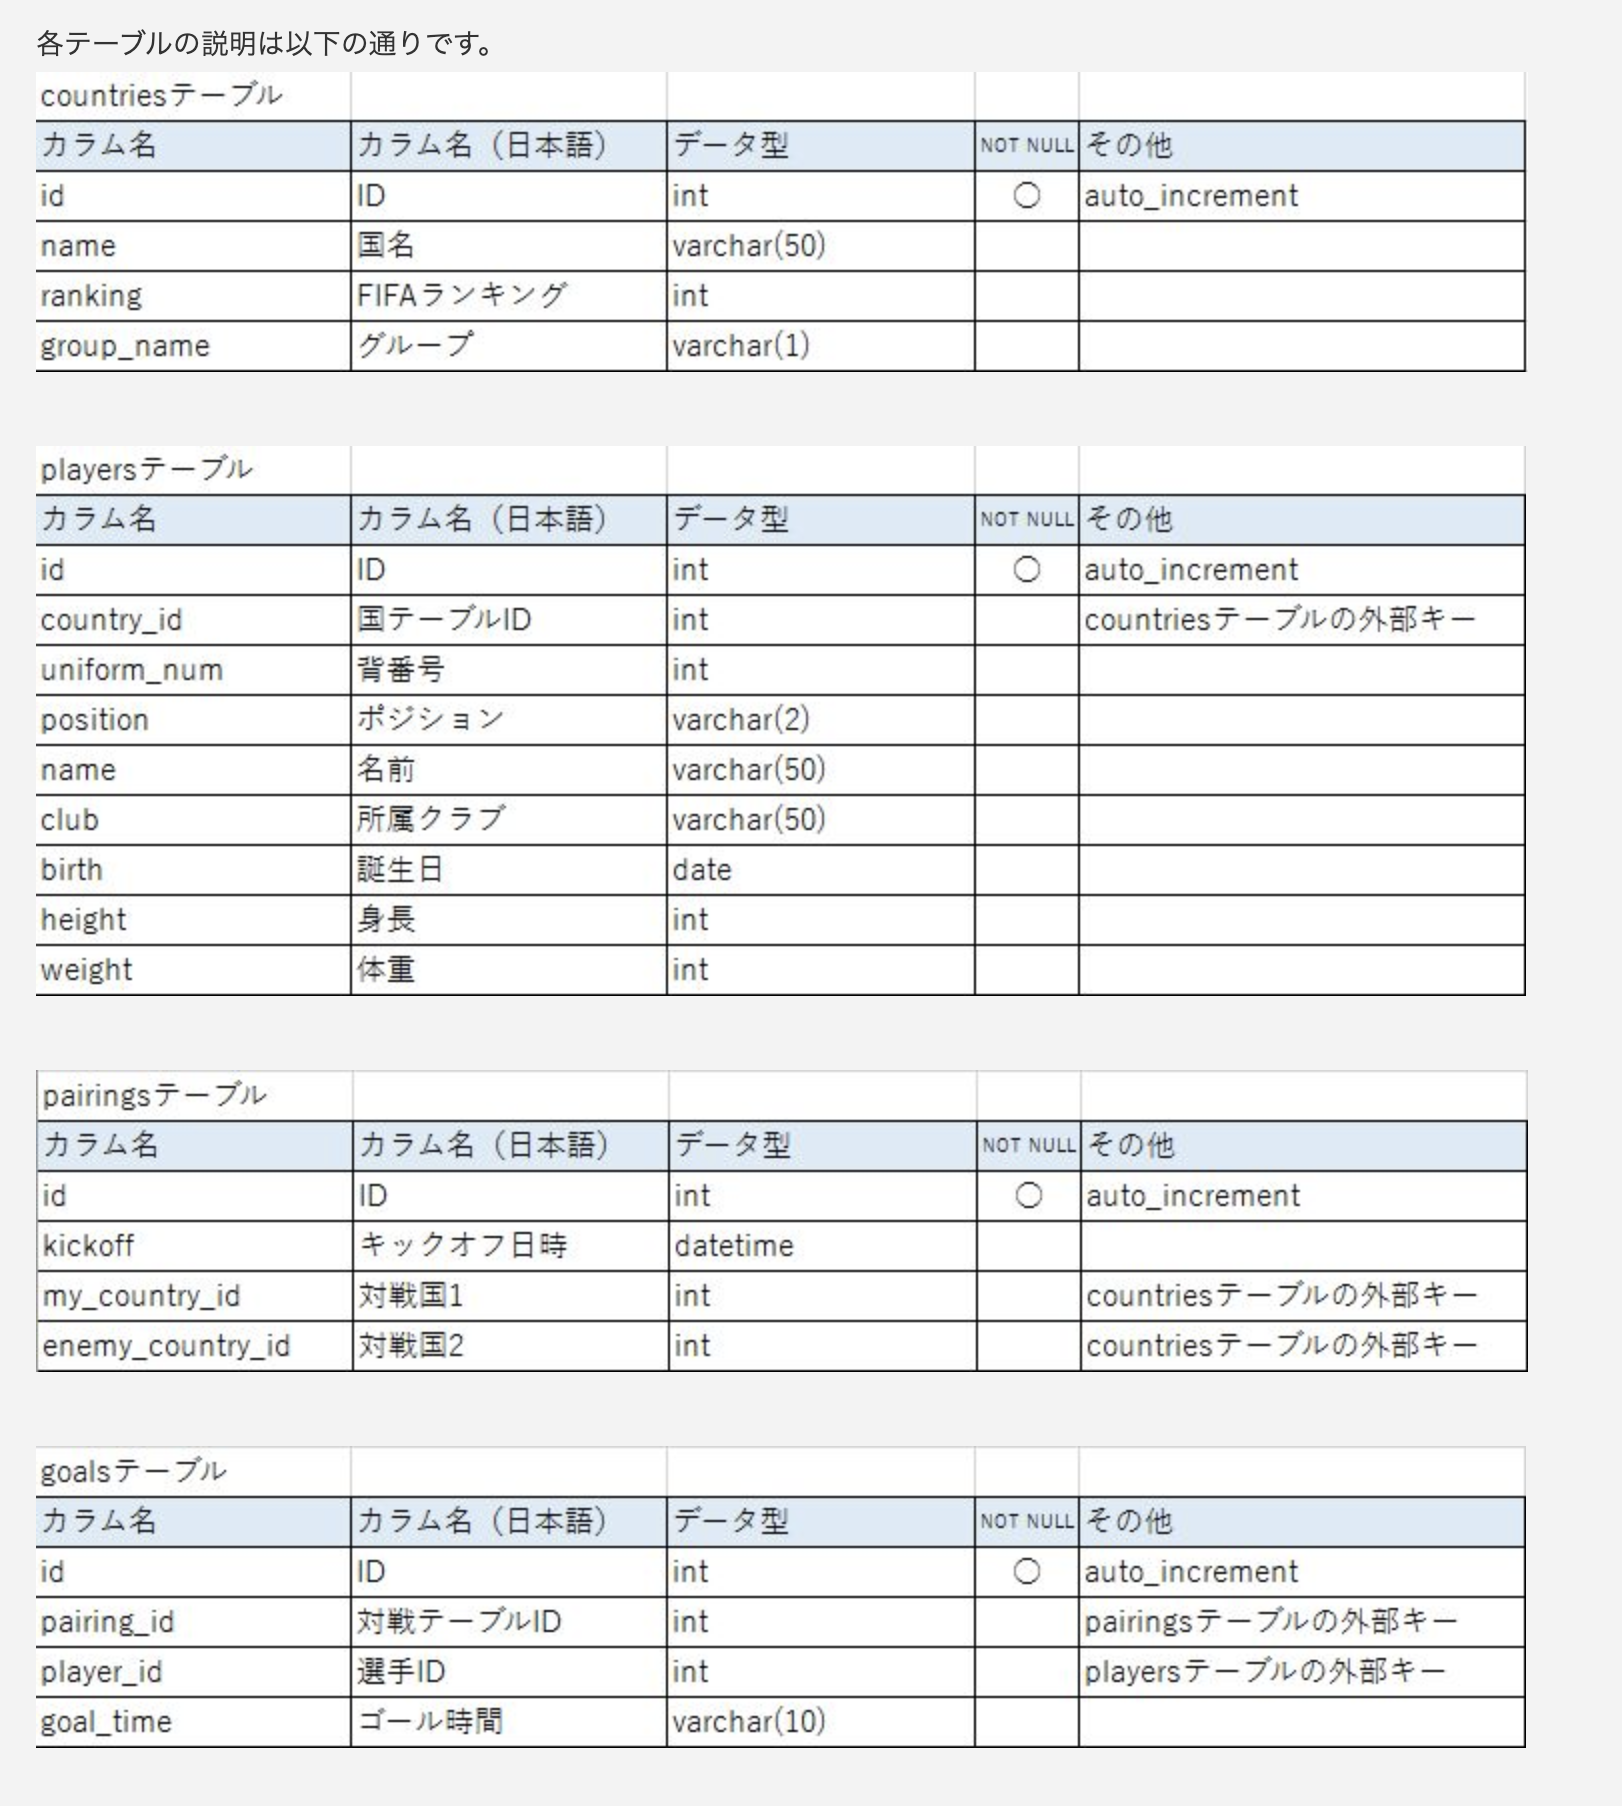 各テーブルの説明は以下の通りです。
countriesテーブル
カラム名 カラム名（日本語） データ型 NOT NULL その他
id ID int ○ auto_increment
name 国名 varchar(50)
ranking FIFAランキング int
group_name グループ varchar(1)
playersテーブル
カラム名 カラム名（日本語） データ型 NOT NULL その他
id ID int ○ auto_increment
country_id 国テーブルID int countriesテーブルの外部キー
uniform_num 背番号 int
position ポジション varchar(2)
name 名前 varchar(50)
club 所属クラブ varchar(50)
birth 誕生日 date
height 身長 int
weight 体重 int
pairingsテーブル
カラム名 カラム名（日本語） データ型 NOT NULL その他
id ID int ○ auto_increment
kickoff キックオフ日時 datetime
my_country_id 対戦国1 int countriesテーブルの外部キー
enemy_country_id 対戦国2 int countriesテーブルの外部キー
goalsテーブル
カラム名 カラム名（日本語） データ型 NOT NULL その他
id ID int ○ auto_increment
pairing_id 対戦テーブルID int pairingsテーブルの外部キー
player_id 選手ID int playersテーブルの外部キー
goal_time ゴール時間 varchar(10)